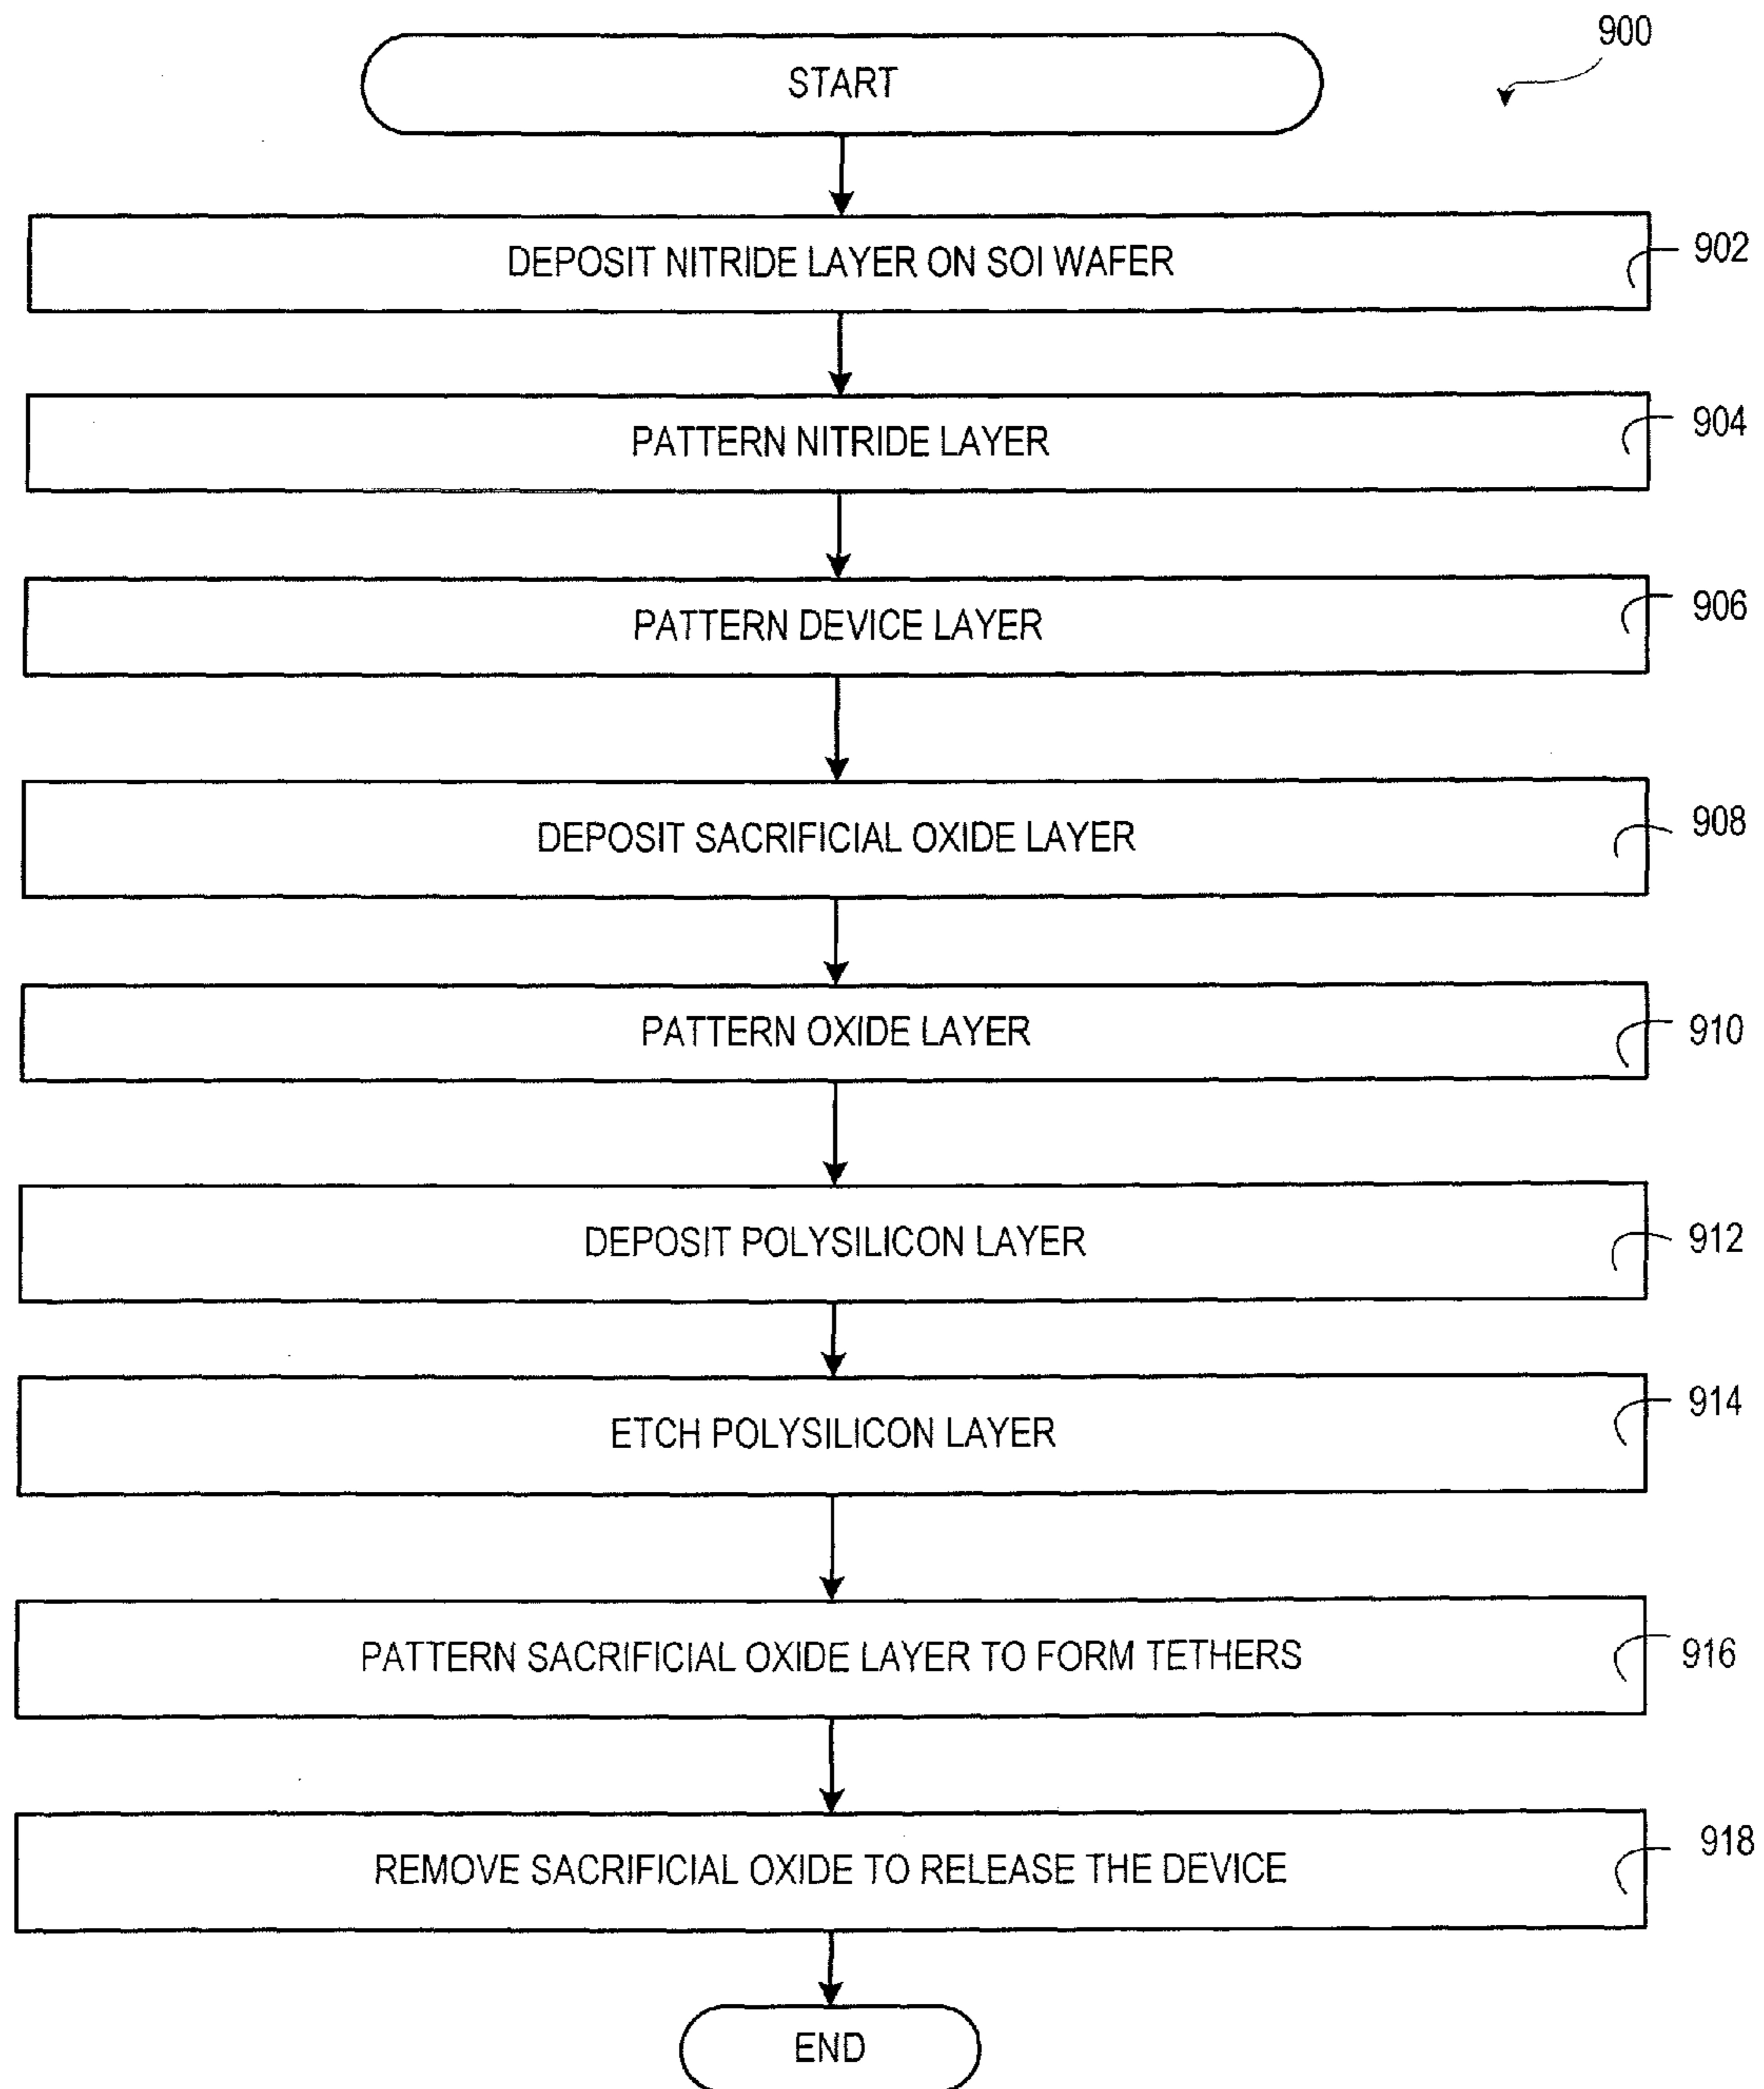 900
START
DEPOSIT NITRIDE LAYER ON SOI WAFER
902
PATTERN NITRIDE LAYER
904
PATTERN DEVICE LAYER
906
DEPOSIT SACRIFICIAL OXIDE LAYER
908
PATTERN OXIDE LAYER
910
DEPOSIT POLYSILICON LAYER
912
ETCH POLYSILICON LAYER
914
PATTERN SACRIFICIAL OXIDE LAYER TO FORM TETHERS
916
REMOVE SACRIFICIAL OXIDE TO RELEASE THE DEVICE
918
END